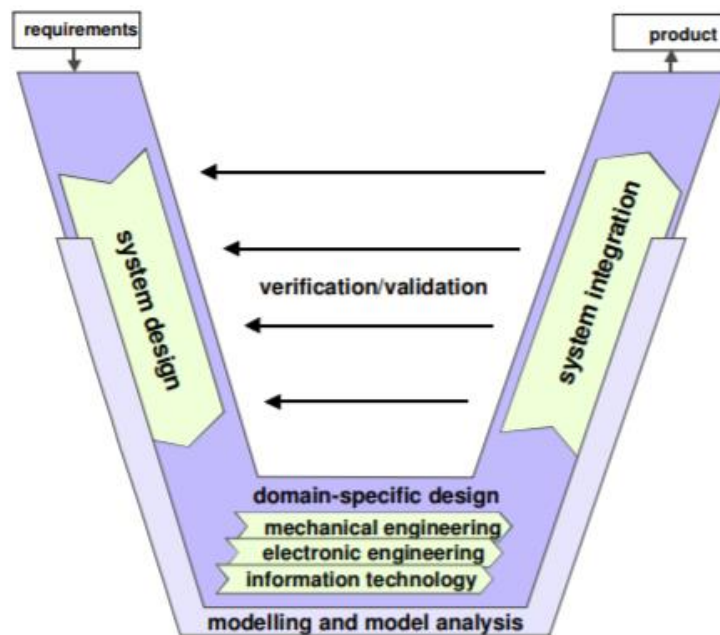 requirements
product
system design
verification/validation
system integration
domain-specific design
mechanical engineering
electronic engineering
information technology
modelling and model analysis